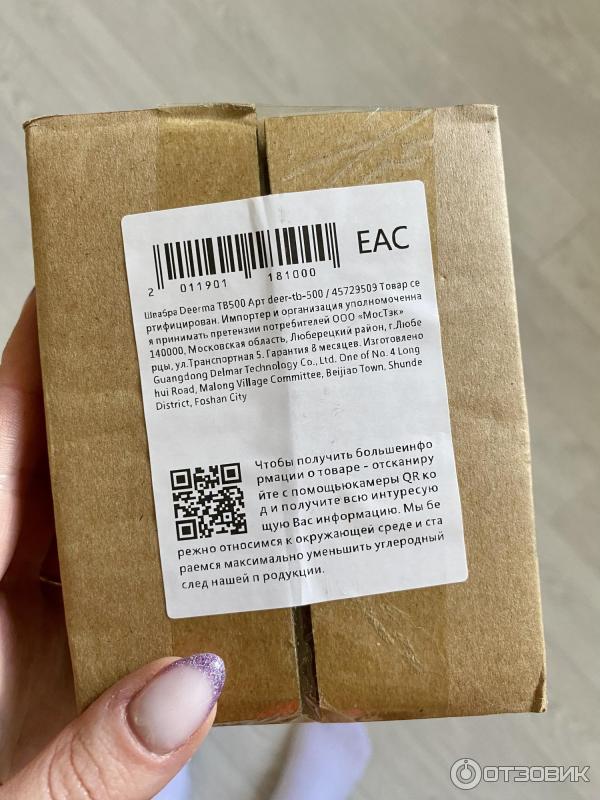 EAC
2 011901 181000
Швабра Deerma TB500 Арт deer-tb-500 / 45729509 Товар се
ртифицирован. Импортер и организация уполномоченна
я принимать претензии потребителей ООО «МосТэк»
140000, Московская область, Люберецкий район, г.Любе
рцы, ул.Транспортная 5. Гарантия 8 месяцев. Изготовлено
Guangdong Delmar Technology Co., Ltd. One of No. 4 Long
hui Road, Malong Village Committee, Beijiao Town, Shunde
District, Foshan City
Чтобы получить большеинфо
рмации о товаре - отсканиру
йте с помощьюкамеры QR ко
д и получите всю интуресую
щую Вас информацию. Мы бе
режно относимся к окружающей среде и ста
раемся максимально уменьшить углеродный
след нашей п родукции.
ОТЗОВИК